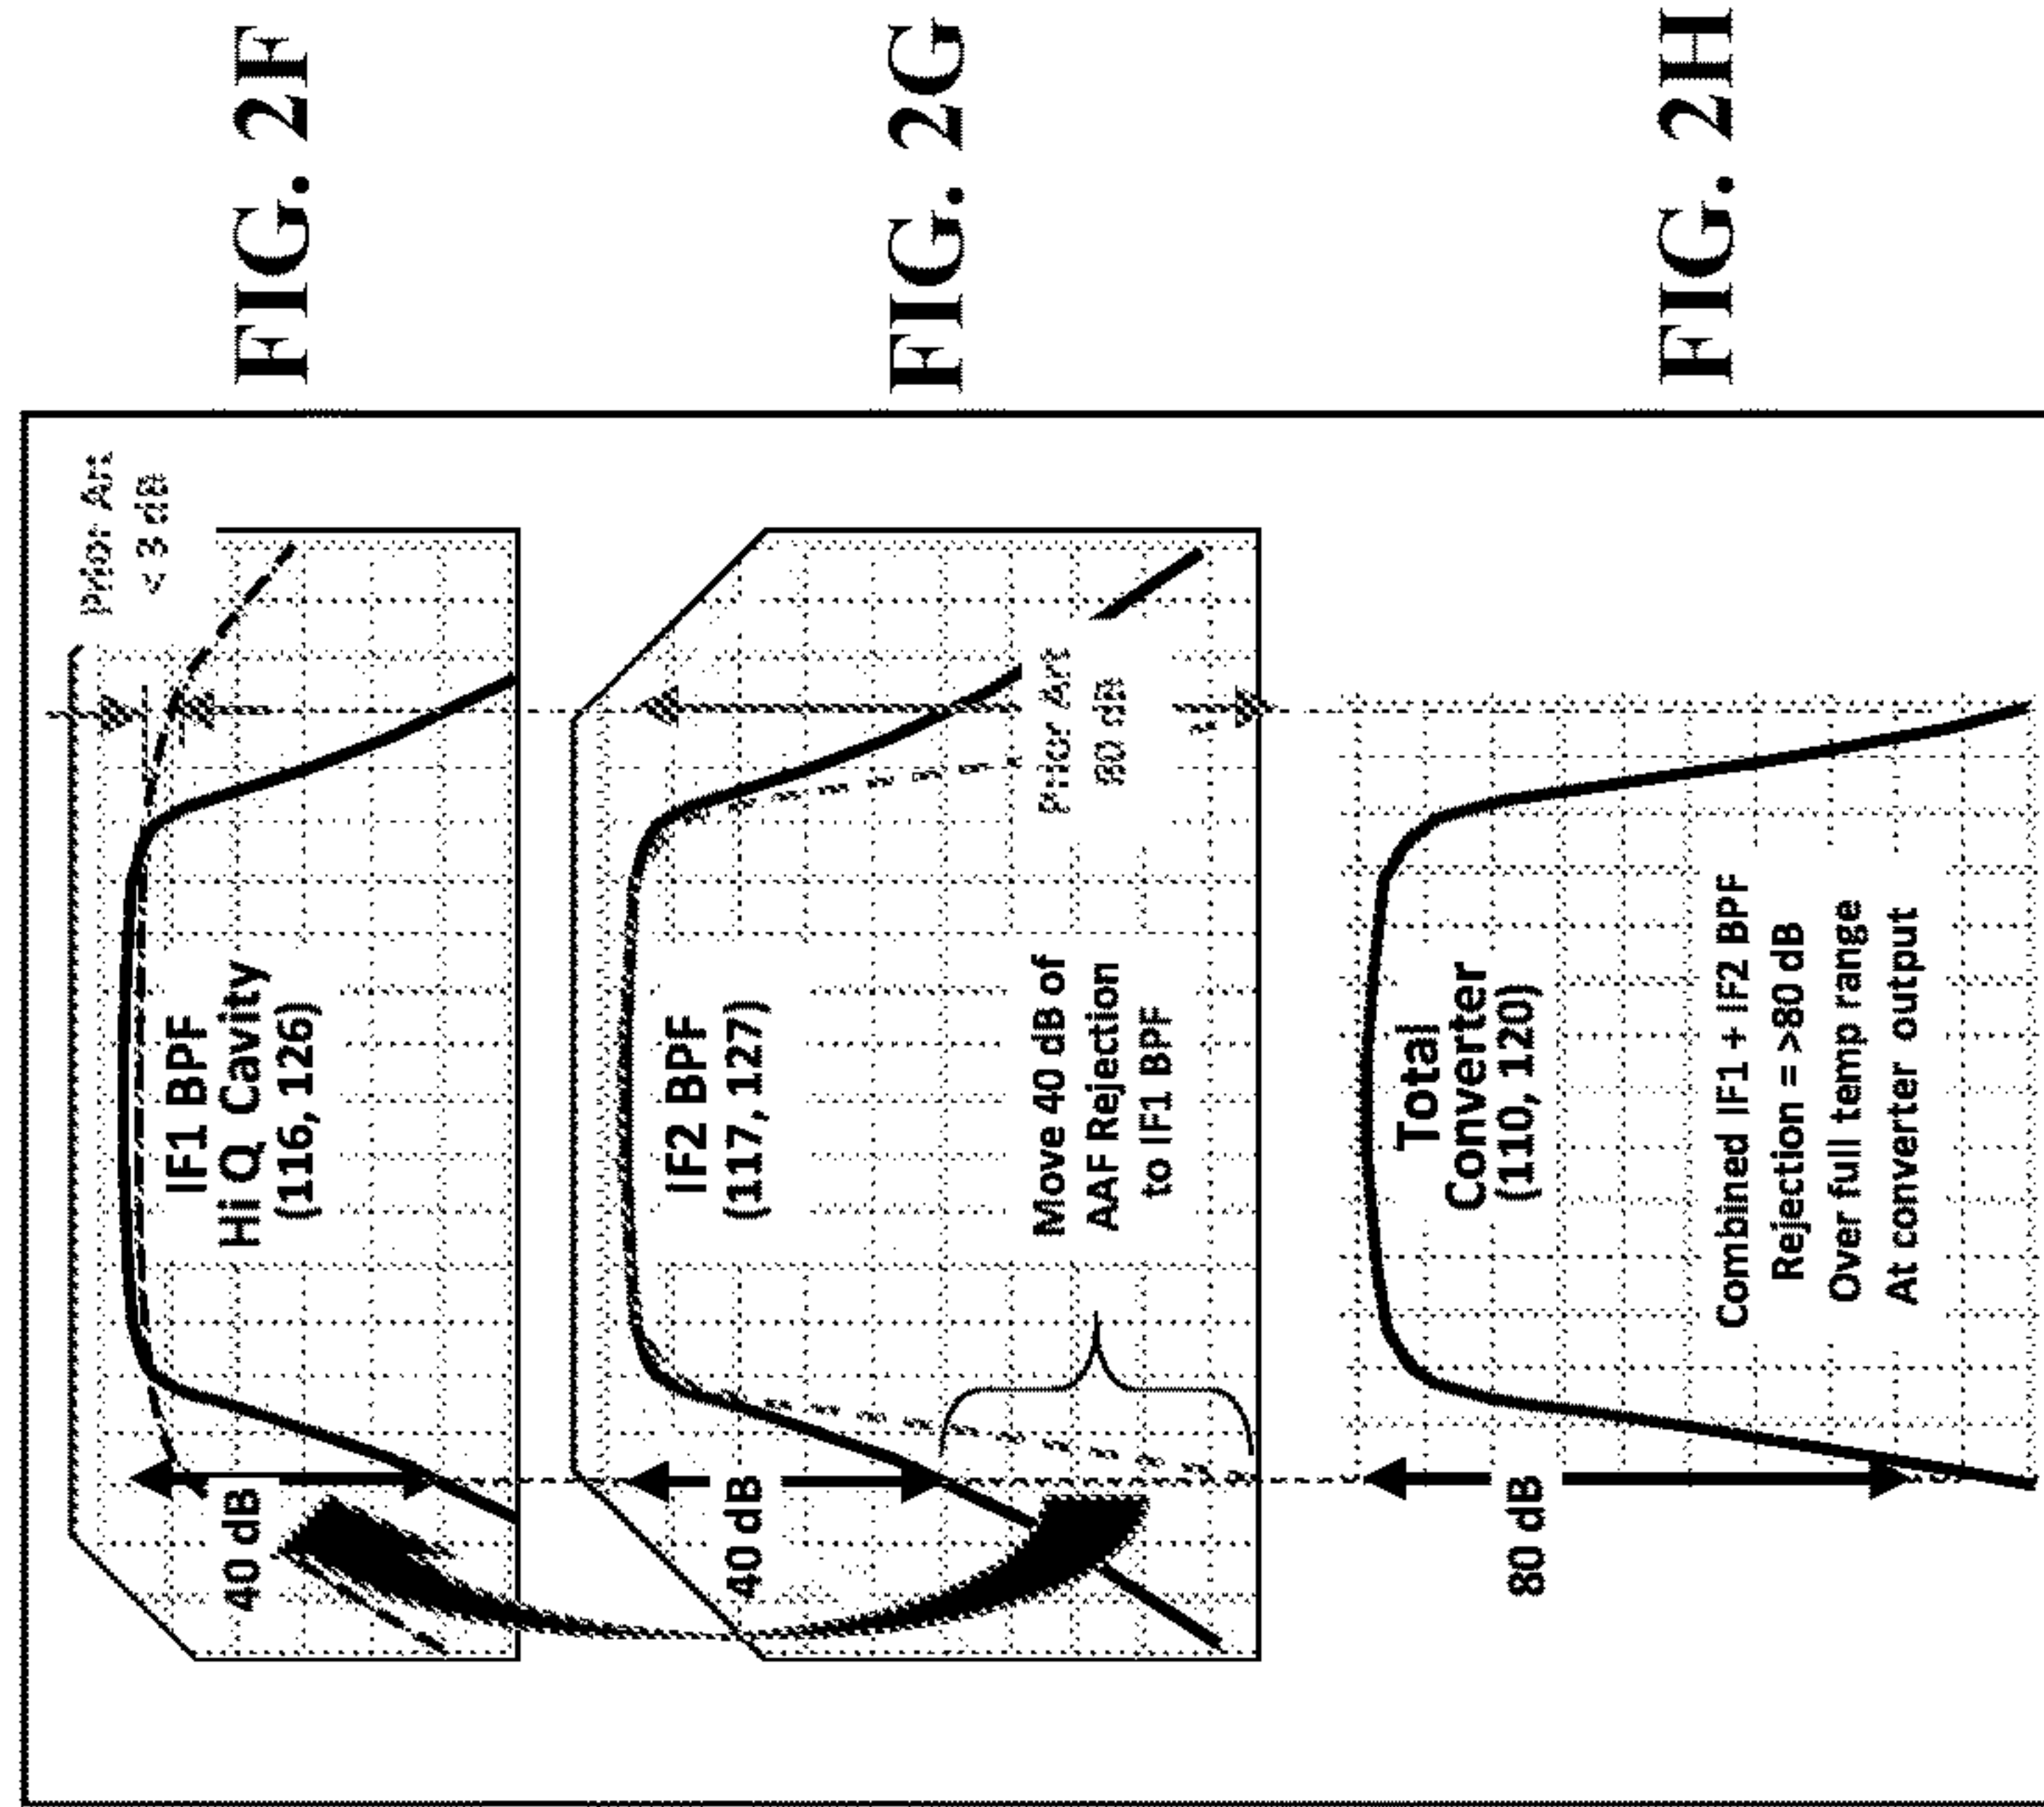 Prior Art
< 3 dB
IF1 BPF
Hi Q Cavity
(116, 126)
40 dB
FIG. 2F
IF2 BPF
(117, 127)
40 dB
Move 40 dB of
AAF Rejection
to IF1 BPF
Prior Art
80 dB
FIG. 2G
Total
Converter
(110, 120)
80 dB
Combined IF1 + IF2 BPF
Rejection = >80 dB
Over full temp range
At converter output
FIG. 2H